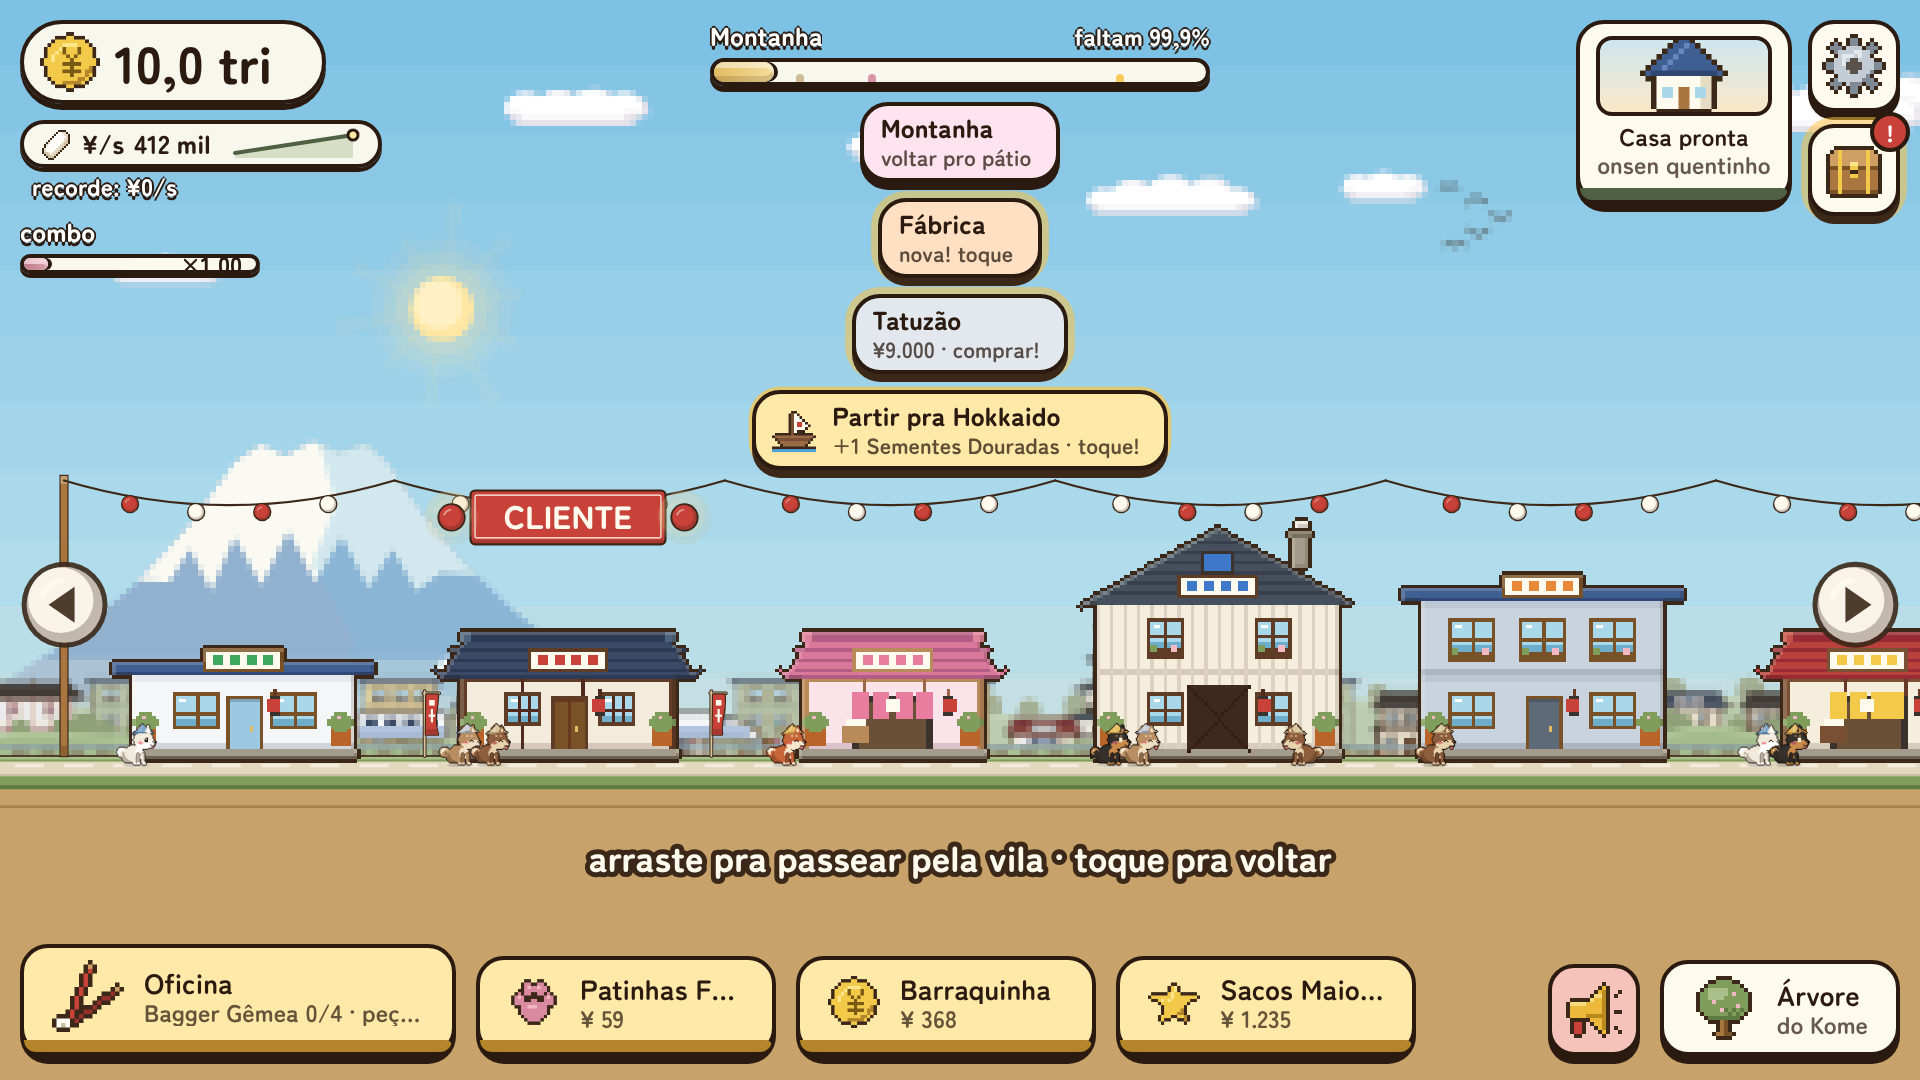 10,0 tri
¥/s 412 mil
recorde: ¥0/s
combo
×1,00
Montanha
faltam 99,9%
Montanha
voltar pro pátio
Fábrica
nova! toque
Tatuzão
¥9.000 · comprar!
Partir pra Hokkaido
+1 Sementes Douradas · toque!
Casa pronta
onsen quentinho
!
CLIENTE
arraste pra passear pela vila · toque pra voltar
Oficina
Bagger Gêmea 0/4 · peç...
Patinhas F...
¥ 59
Barraquinha
¥ 368
Sacos Maio...
¥ 1.235
Árvore
do Kome